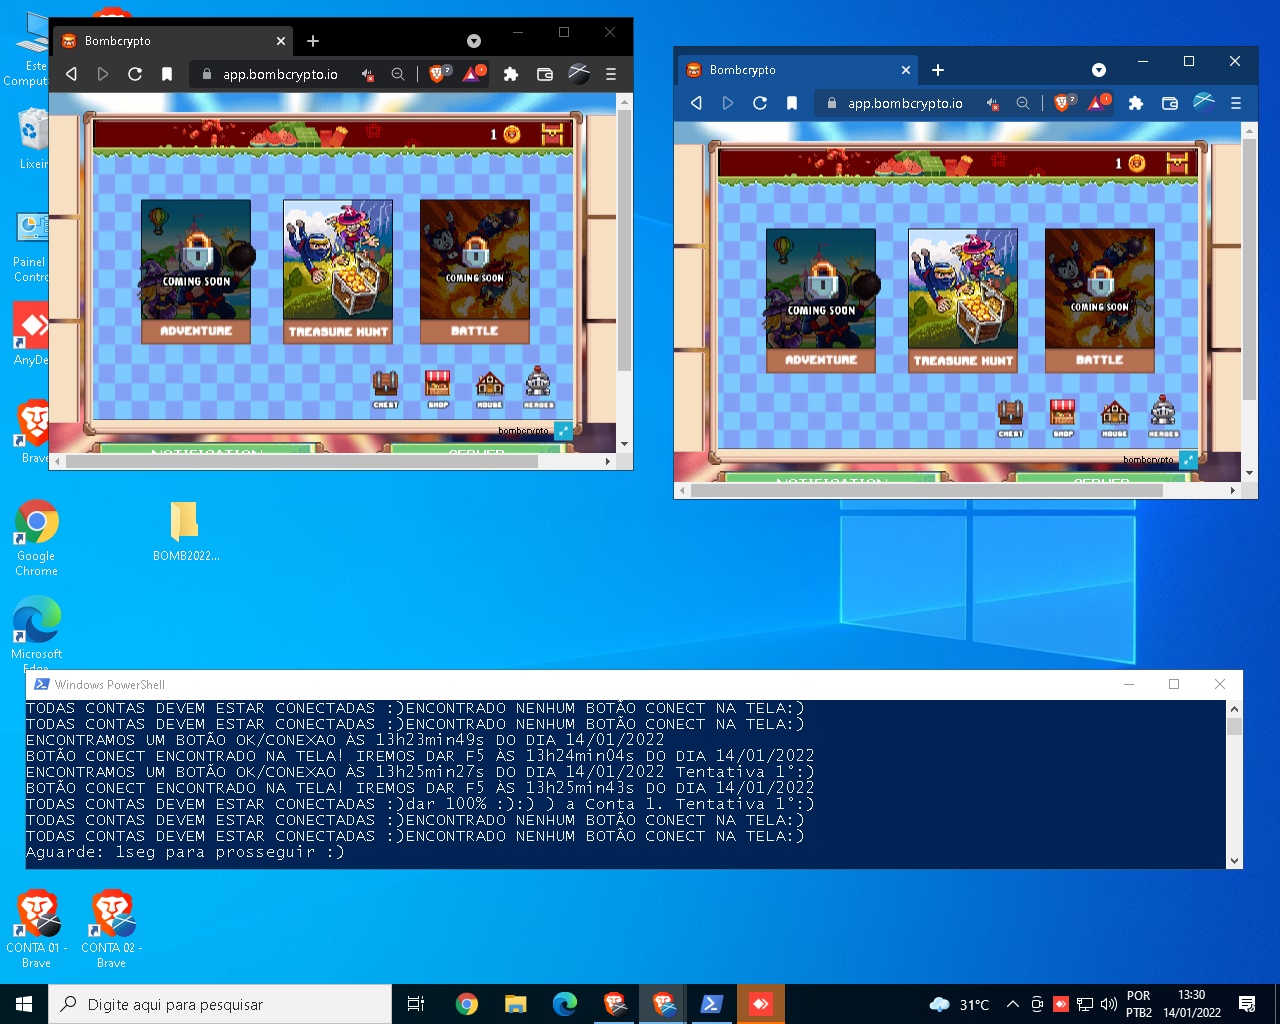 Este
Comput
Lixeir
Painel
Contro
AnyDe
Brave
Google
Chrome
Microsoft
Edge
BOMB2022...
Bombcrypto
app.bombcrypto.io
1
COMING SOON
COMING SOON
ADVENTURE
TREASURE HUNT
BATTLE
CHEST
SHOP
HOUSE
HEROES
bombcrypto
NOTIFICATION
SERVER
Bombcrypto
app.bombcrypto.io
1
COMING SOON
COMING SOON
ADVENTURE
TREASURE HUNT
BATTLE
CHEST
SHOP
HOUSE
HEROES
bombcrypto
NOTIFICATION
SERVER
Windows PowerShell
TODAS CONTAS DEVEM ESTAR CONECTADAS :)ENCONTRADO NENHUM BOTÃO CONECT NA TELA:)
TODAS CONTAS DEVEM ESTAR CONECTADAS :)ENCONTRADO NENHUM BOTÃO CONECT NA TELA:)
ENCONTRAMOS UM BOTÃO OK/CONEXAO ÀS 13h23min49s DO DIA 14/01/2022
BOTÃO CONECT ENCONTRADO NA TELA! IREMOS DAR F5 ÀS 13h24min04s DO DIA 14/01/2022
ENCONTRAMOS UM BOTÃO OK/CONEXAO ÀS 13h25min27s DO DIA 14/01/2022 Tentativa 1°:)
BOTÃO CONECT ENCONTRADO NA TELA! IREMOS DAR F5 ÀS 13h25min43s DO DIA 14/01/2022
TODAS CONTAS DEVEM ESTAR CONECTADAS :)dar 100% :):) ) a Conta 1. Tentativa 1°:)
TODAS CONTAS DEVEM ESTAR CONECTADAS :)ENCONTRADO NENHUM BOTÃO CONECT NA TELA:)
TODAS CONTAS DEVEM ESTAR CONECTADAS :)ENCONTRADO NENHUM BOTÃO CONECT NA TELA:)
Aguarde: 1seg para prosseguir :)
CONTA 01 -
Brave
CONTA 02 -
Brave
Digite aqui para pesquisar
31°C
POR
PTB2
13:30
14/01/2022